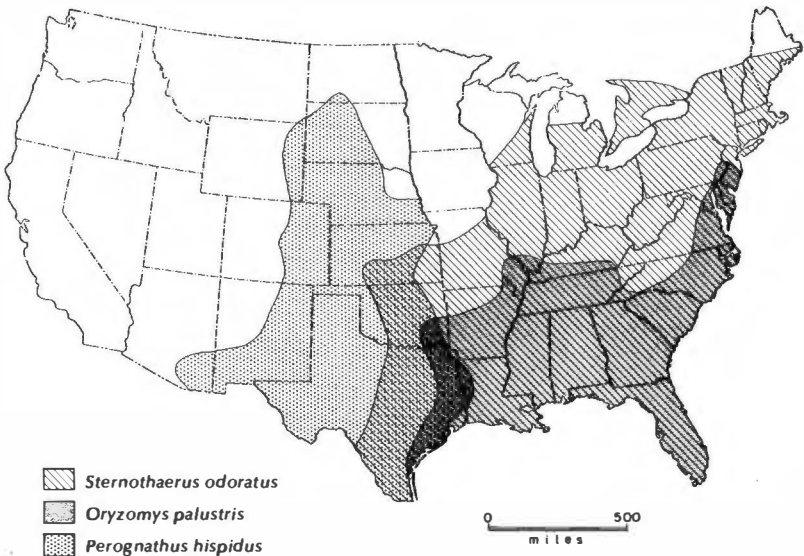 Sternothaerus odoratus
Oryzomys palustris
Perognathus hispidus
0 500
miles